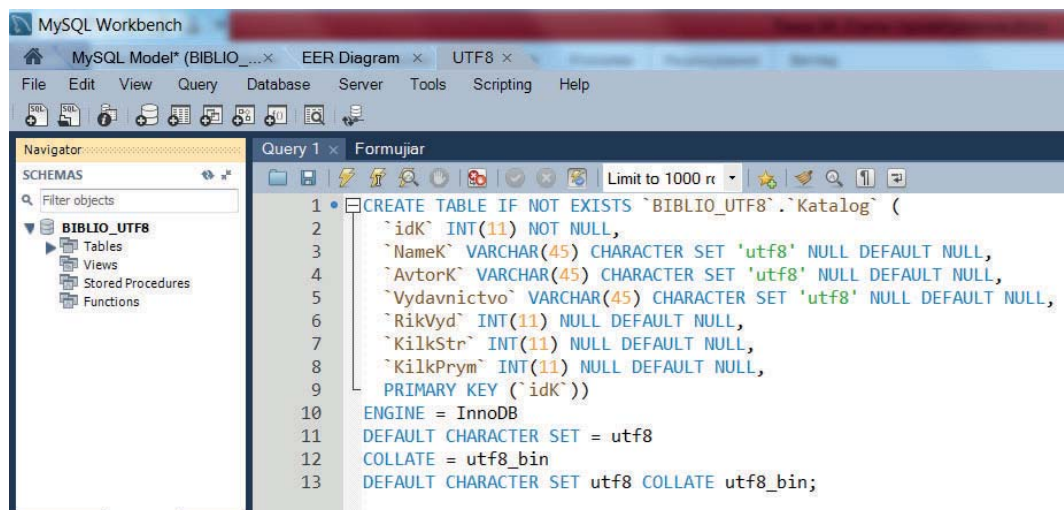 MySQL Workbench
MySQL Model* (BIBLIO_...× EER Diagram × UTF8 ×
File Edit View Query Database Server Tools Scripting Help
Navigator
SCHEMAS
Filter objects
BIBLIO_UTF8
Tables
Views
Stored Procedures
Functions
Query 1 × Formujiar
Limit to 1000 rc
1 CREATE TABLE IF NOT EXISTS `BIBLIO_UTF8`.`Katalog` (
2 `idK` INT(11) NOT NULL,
3 `NameK` VARCHAR(45) CHARACTER SET 'utf8' NULL DEFAULT NULL,
4 `AvtorK` VARCHAR(45) CHARACTER SET 'utf8' NULL DEFAULT NULL,
5 `Vydavnictvo` VARCHAR(45) CHARACTER SET 'utf8' NULL DEFAULT NULL,
6 `RikVyd` INT(11) NULL DEFAULT NULL,
7 `KilkStr` INT(11) NULL DEFAULT NULL,
8 `KilkPrym` INT(11) NULL DEFAULT NULL,
9 PRIMARY KEY (`idK`))
10 ENGINE = InnoDB
11 DEFAULT CHARACTER SET = utf8
12 COLLATE = utf8_bin
13 DEFAULT CHARACTER SET utf8 COLLATE utf8_bin;